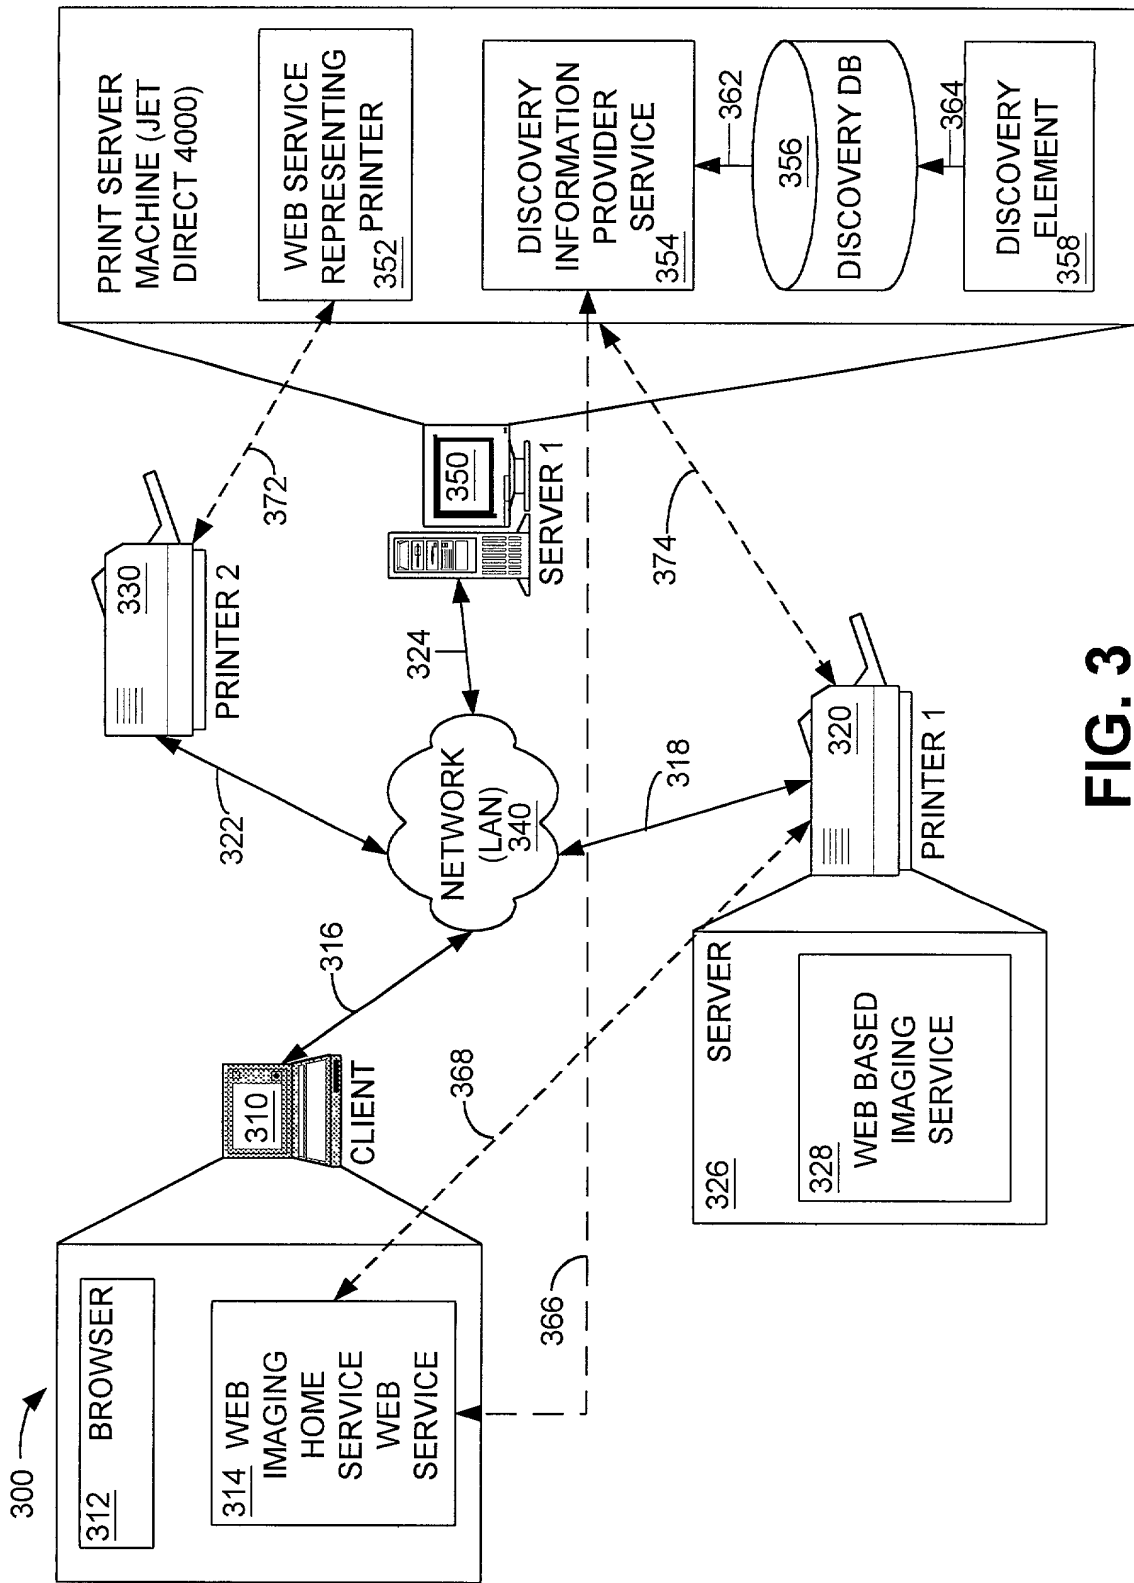 300
312 BROWSER
314 WEB
IMAGING
HOME
SERVICE
WEB
SERVICE
310
CLIENT
316
368
366
322
330
PRINTER 2
372
NETWORK
(LAN)
340
324
350
SERVER 1
318
374
320
PRINTER 1
326
SERVER
328
WEB BASED
IMAGING
SERVICE
PRINT SERVER
MACHINE (JET
DIRECT 4000)
WEB SERVICE
REPRESENTING
PRINTER
352
DISCOVERY
INFORMATION
PROVIDER
SERVICE
354
362
356
DISCOVERY DB
364
DISCOVERY
ELEMENT
358
FIG. 3